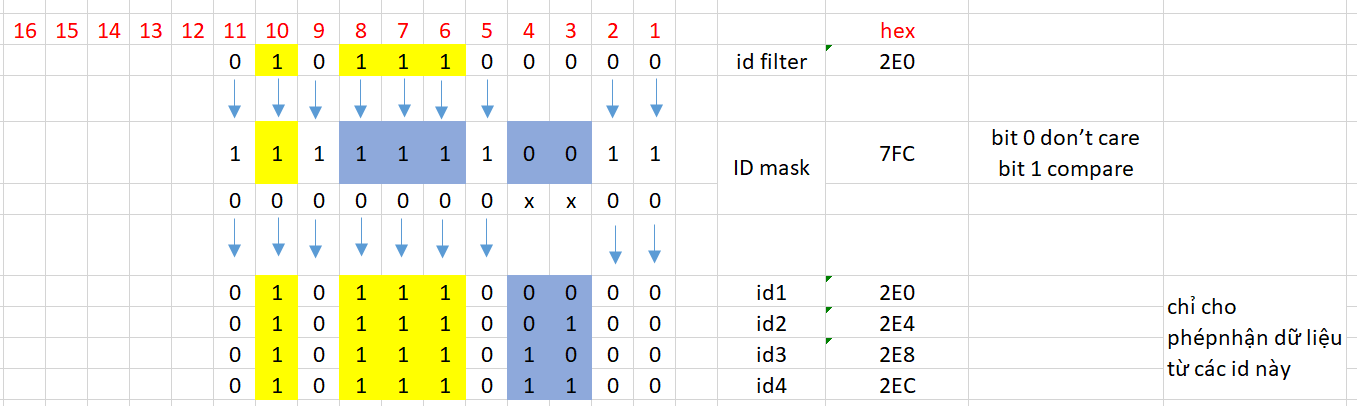 16 15 14 13 12 11 10 9 8 7 6 5 4 3 2 1 hex
0 1 0 1 1 1 0 0 0 0 0 id filter 2E0
1 1 1 1 1 1 1 0 0 1 1 ID mask 7FC bit 0 don’t care
bit 1 compare
0 0 0 0 0 0 0 x x 0 0
0 1 0 1 1 1 0 0 0 0 0 id1 2E0
0 1 0 1 1 1 0 0 1 0 0 id2 2E4
0 1 0 1 1 1 0 1 0 0 0 id3 2E8
0 1 0 1 1 1 0 1 1 0 0 id4 2EC
chỉ cho
phépnhận dữ liệu
từ các id này